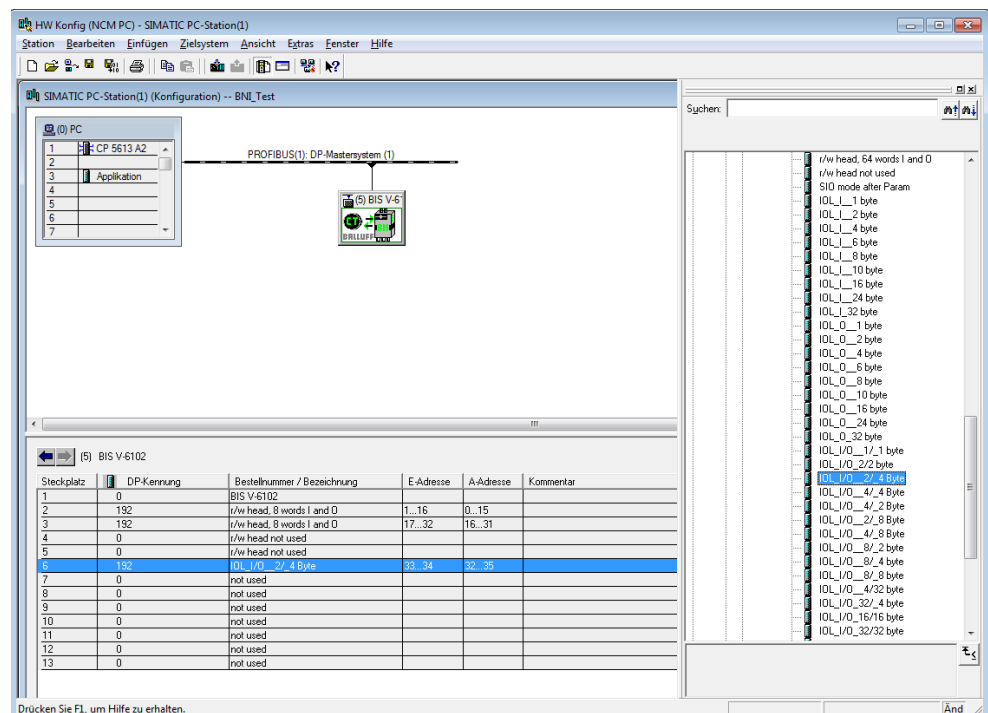 HW Konfig (NCM PC) - SIMATIC PC-Station(1)
Station Bearbeiten Einfügen Zielsystem Ansicht Extras Fenster Hilfe
SIMATIC PC-Station(1) (Konfiguration) -- BNI_Test
(0) PC
1 CP 5613 A2
2
3 Applikation
4
5
6
7
PROFIBUS(1): DP-Mastersystem (1)
(5) BIS V-6
BALLUFF
Suchen:
r/w head, 64 words I and O
r/w head not used
SIO mode after Param
IOL_I__1 byte
IOL_I__2 byte
IOL_I__4 byte
IOL_I__6 byte
IOL_I__8 byte
IOL_I__10 byte
IOL_I__16 byte
IOL_I__24 byte
IOL_I_32 byte
IOL_O__1 byte
IOL_O__2 byte
IOL_O__4 byte
IOL_O__6 byte
IOL_O__8 byte
IOL_O__10 byte
IOL_O__16 byte
IOL_O__24 byte
IOL_O_32 byte
IOL_I/O__1/_1 byte
IOL_I/O_2/2 byte
IOL_I/O__2/_4 Byte
IOL_I/O__4/_4 Byte
IOL_I/O__4/_2 Byte
IOL_I/O__2/_8 Byte
IOL_I/O__4/_8 Byte
IOL_I/O__8/_2 byte
IOL_I/O__8/_4 byte
IOL_I/O__8/_8 byte
IOL_I/O__4/32 byte
IOL_I/O_32/_4 byte
IOL_I/O_16/16 byte
IOL_I/O_32/32 byte
(5) BIS V-6102
Steckplatz DP-Kennung Bestellnummer / Bezeichnung E-Adresse A-Adresse Kommentar
1 0 BIS V-6102
2 192 r/w head, 8 words I and O 1...16 0...15
3 192 r/w head, 8 words I and O 17...32 16...31
4 0 r/w head not used
5 0 r/w head not used
6 192 IOL_I/O__2/_4 Byte 33...34 32...35
7 0 not used
8 0 not used
9 0 not used
10 0 not used
11 0 not used
12 0 not used
13 0 not used
Drücken Sie F1, um Hilfe zu erhalten.
Änd